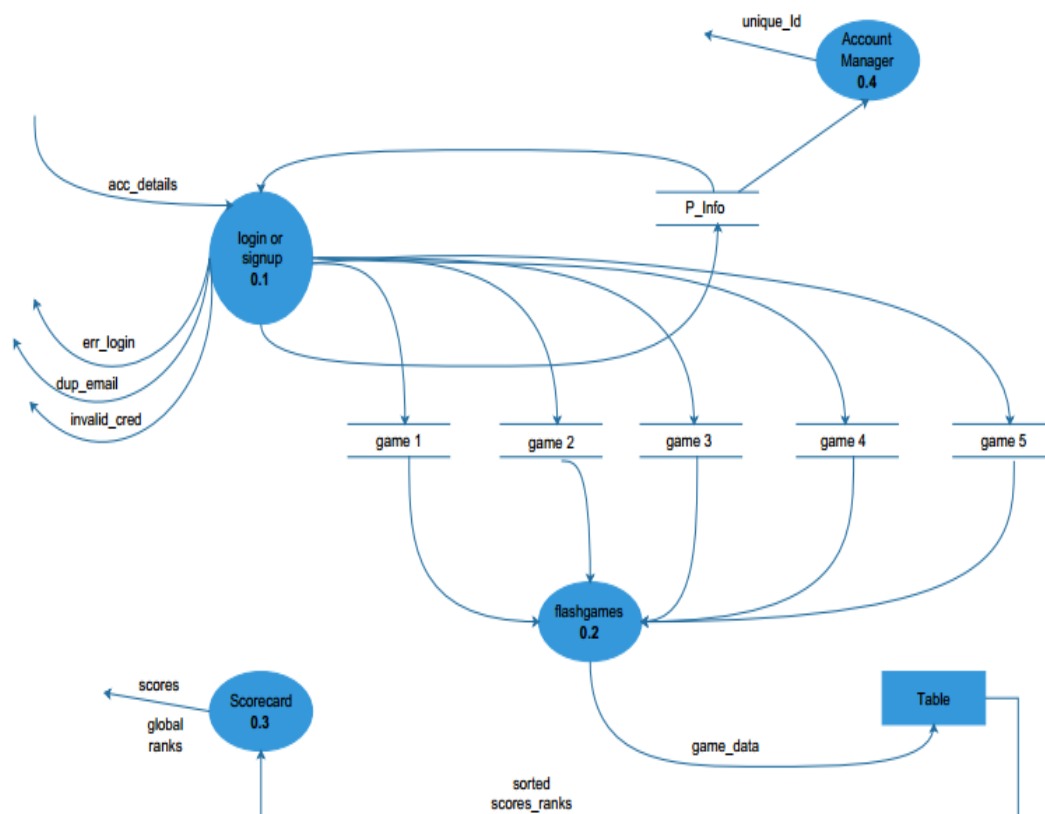 unique_Id
Account
Manager
0.4
acc_details
P_Info
login or
signup
0.1
err_login
dup_email
invalid_cred
game 1
game 2
game 3
game 4
game 5
flashgames
0.2
scores
Scorecard
0.3
global
ranks
Table
game_data
sorted
scores_ranks